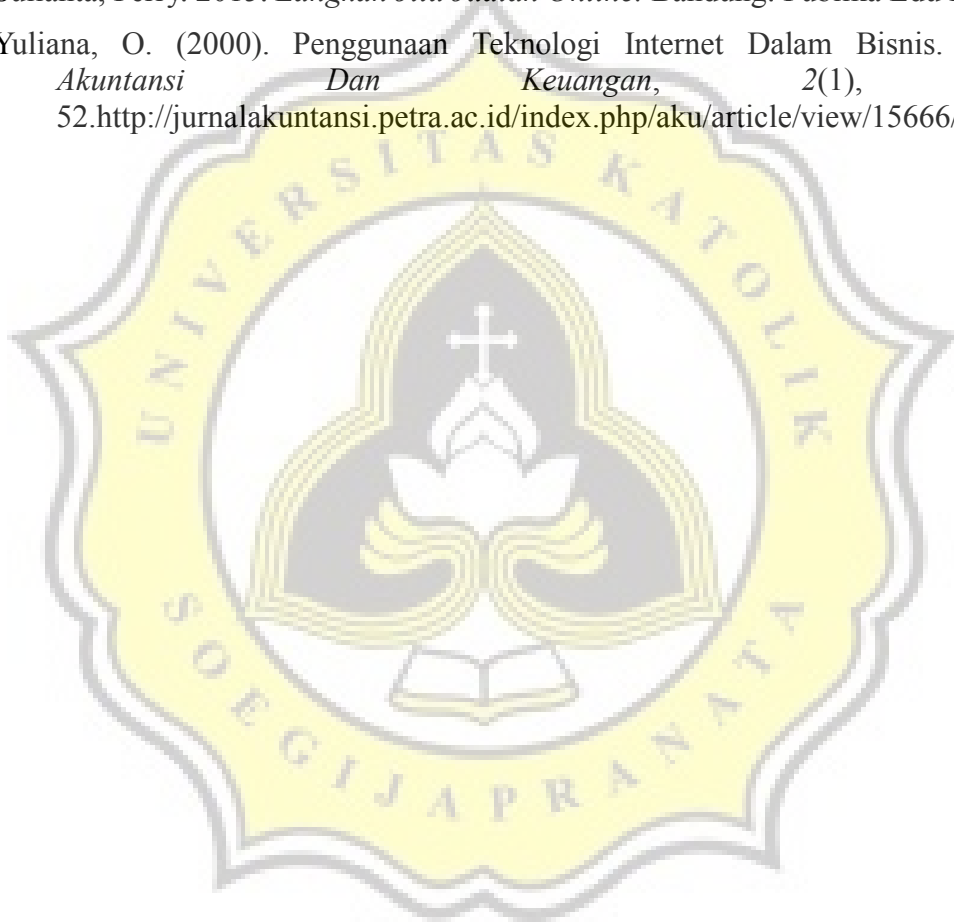 Yuliana, O. (2000). Penggunaan Teknologi Internet Dalam Bisnis.
Akuntansi Dan Keuangan, 2(1),
52.http://jurnalakuntansi.petra.ac.id/index.php/aku/article/view/15666/
UNIVERSITAS KATOLIK
SOEGIJAPRANATA